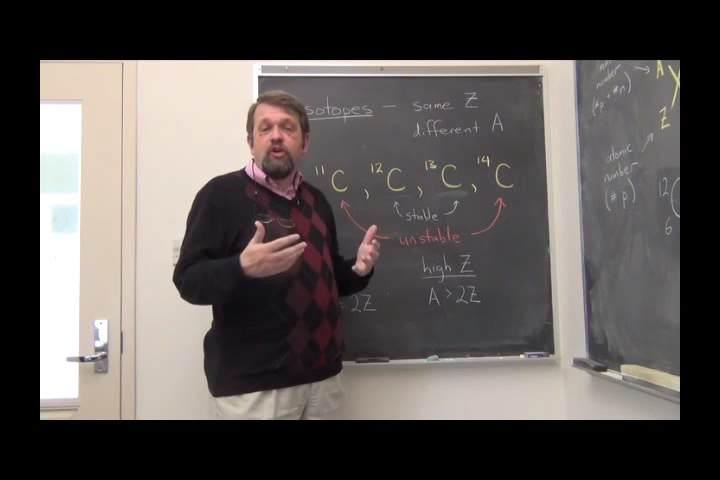 sotopes — same Z
different A
¹¹C, ¹²C, ¹³C, ¹⁴C
stable
unstable
high Z
= 2Z
A > 2Z
number
(#p + #n)
A
Z
atomic
number
(# p)
12
6